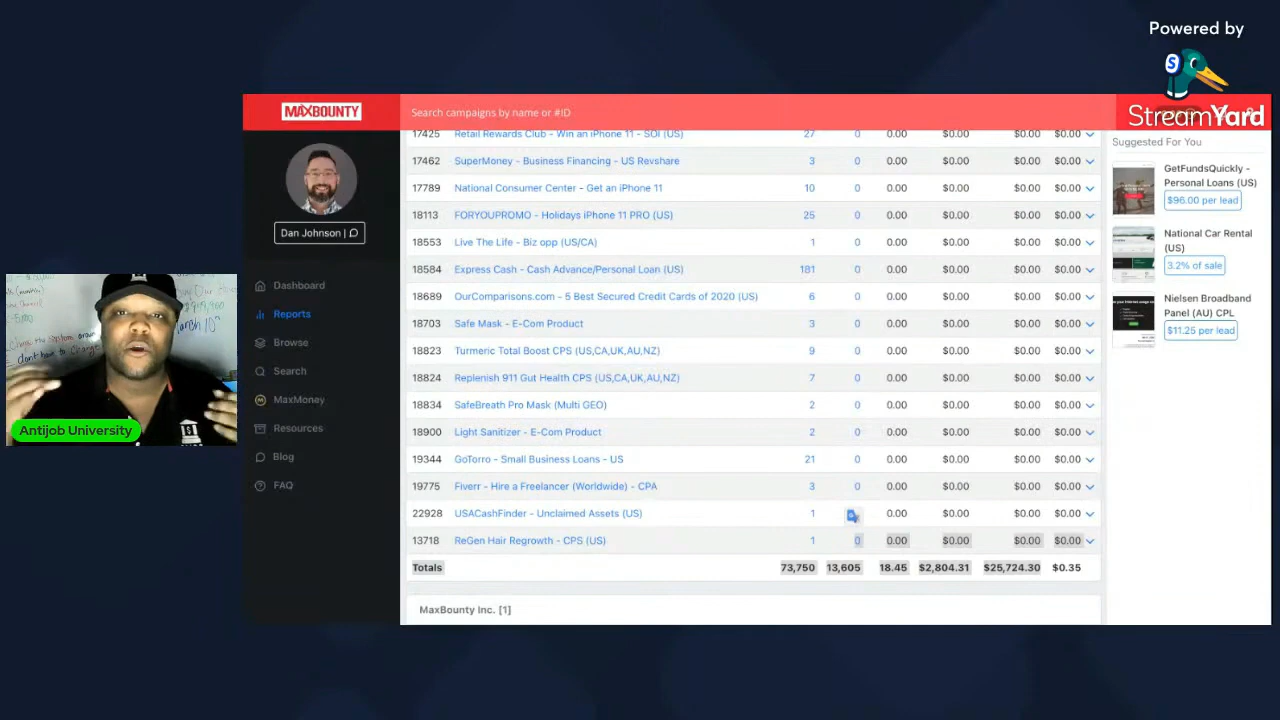 Powered by
StreamYard
MAXBOUNTY
Search campaigns by name or #ID
Dan Johnson |
Dashboard
Reports
Browse
Search
MaxMoney
Resources
Blog
FAQ
17425 Retail Rewards Club - Win an iPhone 11 - SOI (US) 27 0 0.00 $0.00 $0.00 $0.00
17462 SuperMoney - Business Financing - US Revshare 3 0 0.00 $0.00 $0.00 $0.00
17789 National Consumer Center - Get an iPhone 11 10 0 0.00 $0.00 $0.00 $0.00
18113 FORYOUPROMO - Holidays iPhone 11 PRO (US) 25 0 0.00 $0.00 $0.00 $0.00
18553 Live The Life - Biz opp (US/CA) 1 0 0.00 $0.00 $0.00 $0.00
18584 Express Cash - Cash Advance/Personal Loan (US) 181 0 0.00 $0.00 $0.00 $0.00
18689 OurComparisons.com - 5 Best Secured Credit Cards of 2020 (US) 6 0 0.00 $0.00 $0.00 $0.00
18703 Safe Mask - E-Com Product 3 0 0.00 $0.00 $0.00 $0.00
18823 Turmeric Total Boost CPS (US,CA,UK,AU,NZ) 9 0 0.00 $0.00 $0.00 $0.00
18824 Replenish 911 Gut Health CPS (US,CA,UK,AU,NZ) 7 0 0.00 $0.00 $0.00 $0.00
18834 SafeBreath Pro Mask (Multi GEO) 2 0 0.00 $0.00 $0.00 $0.00
18900 Light Sanitizer - E-Com Product 2 0 0.00 $0.00 $0.00 $0.00
19344 GoTorro - Small Business Loans - US 21 0 0.00 $0.00 $0.00 $0.00
19775 Fiverr - Hire a Freelancer (Worldwide) - CPA 3 0 0.00 $0.00 $0.00 $0.00
22928 USACashFinder - Unclaimed Assets (US) 1 0.00 $0.00 $0.00 $0.00
13718 ReGen Hair Regrowth - CPS (US) 1 0 0.00 $0.00 $0.00 $0.00
Totals 73,750 13,605 18.45 $2,804.31 $25,724.30 $0.35
MaxBounty Inc. [1]
Suggested For You
GetFundsQuickly -
Personal Loans (US)
$96.00 per lead
National Car Rental
(US)
3.2% of sale
Nielsen Broadband
Panel (AU) CPL
$11.25 per lead
March 10th
dont have to
Antijob University